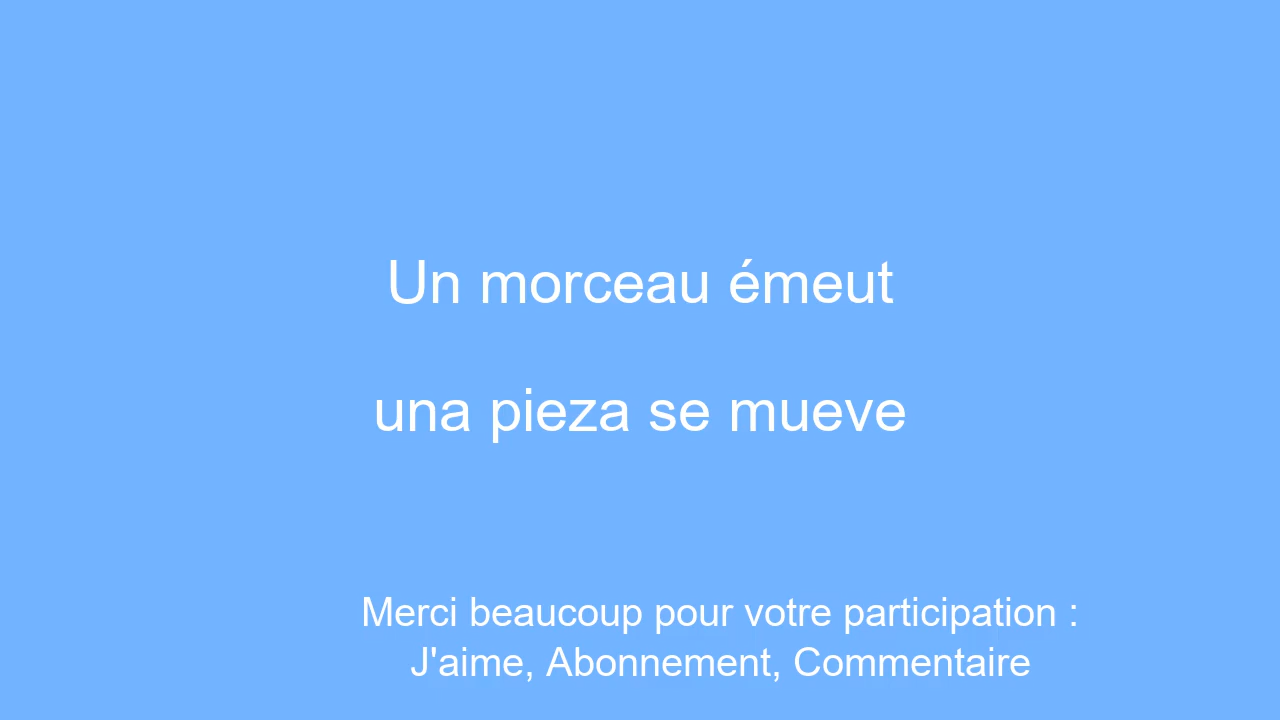 Un morceau émeut
una pieza se mueve
Merci beaucoup pour votre participation :
J'aime, Abonnement, Commentaire